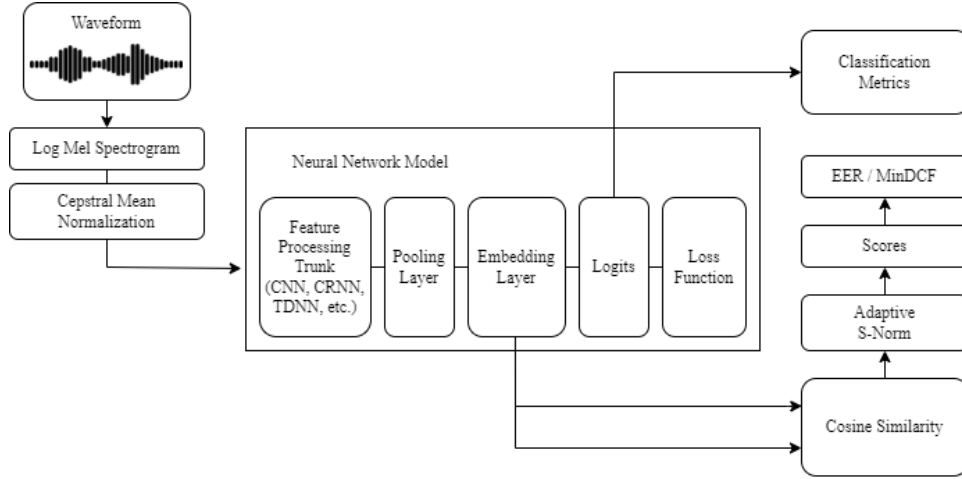 Waveform
Log Mel Spectrogram
Cepstral Mean
Normalization
Neural Network Model
Feature
Processing
Trunk
(CNN, CRNN,
TDNN, etc.)
Pooling
Layer
Embedding
Layer
Logits
Loss
Function
Classification
Metrics
EER / MinDCF
Scores
Adaptive
S-Norm
Cosine Similarity